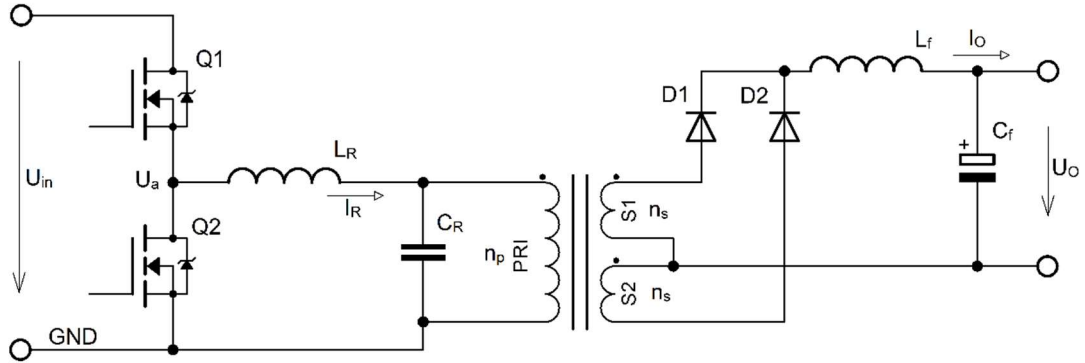 Q1
Uin
Ua
LR
IR
Q2
GND
CR
np
PRI
S1
ns
S2
ns
D1
D2
Lf
IO
+
Cf
UO